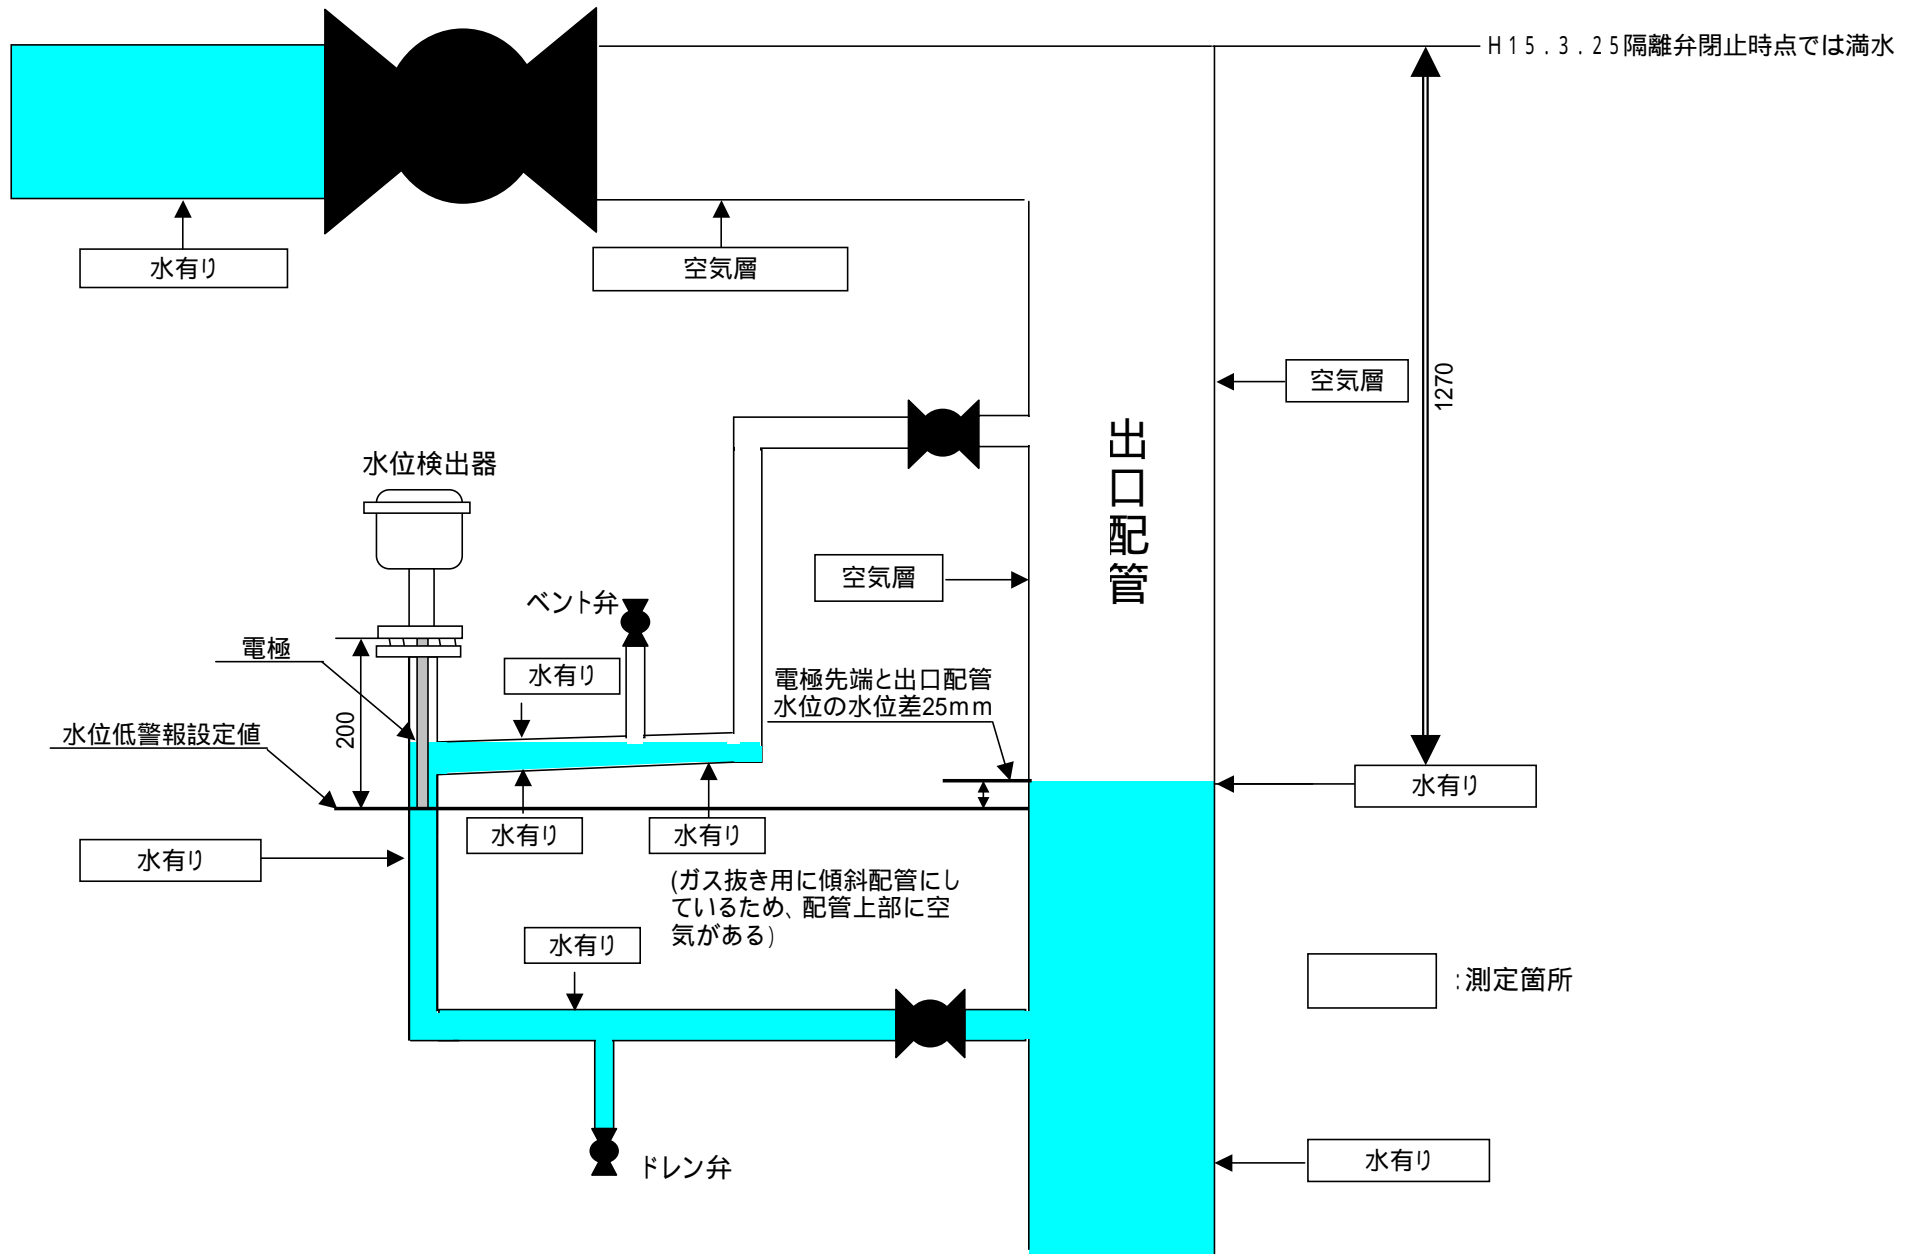 H15.3.25隔離弁閉止時点では満水
水有り
空気層
空気層
1270
出口配管
水位検出器
空気層
ベント弁
電極
水有り
電極先端と出口配管
水位の水位差25mm
200
水位低警報設定値
水有り
水有り
水有り
水有り
(ガス抜き用に傾斜配管にし
ているため、配管上部に空
気がある)
水有り
:測定箇所
ドレン弁
水有り